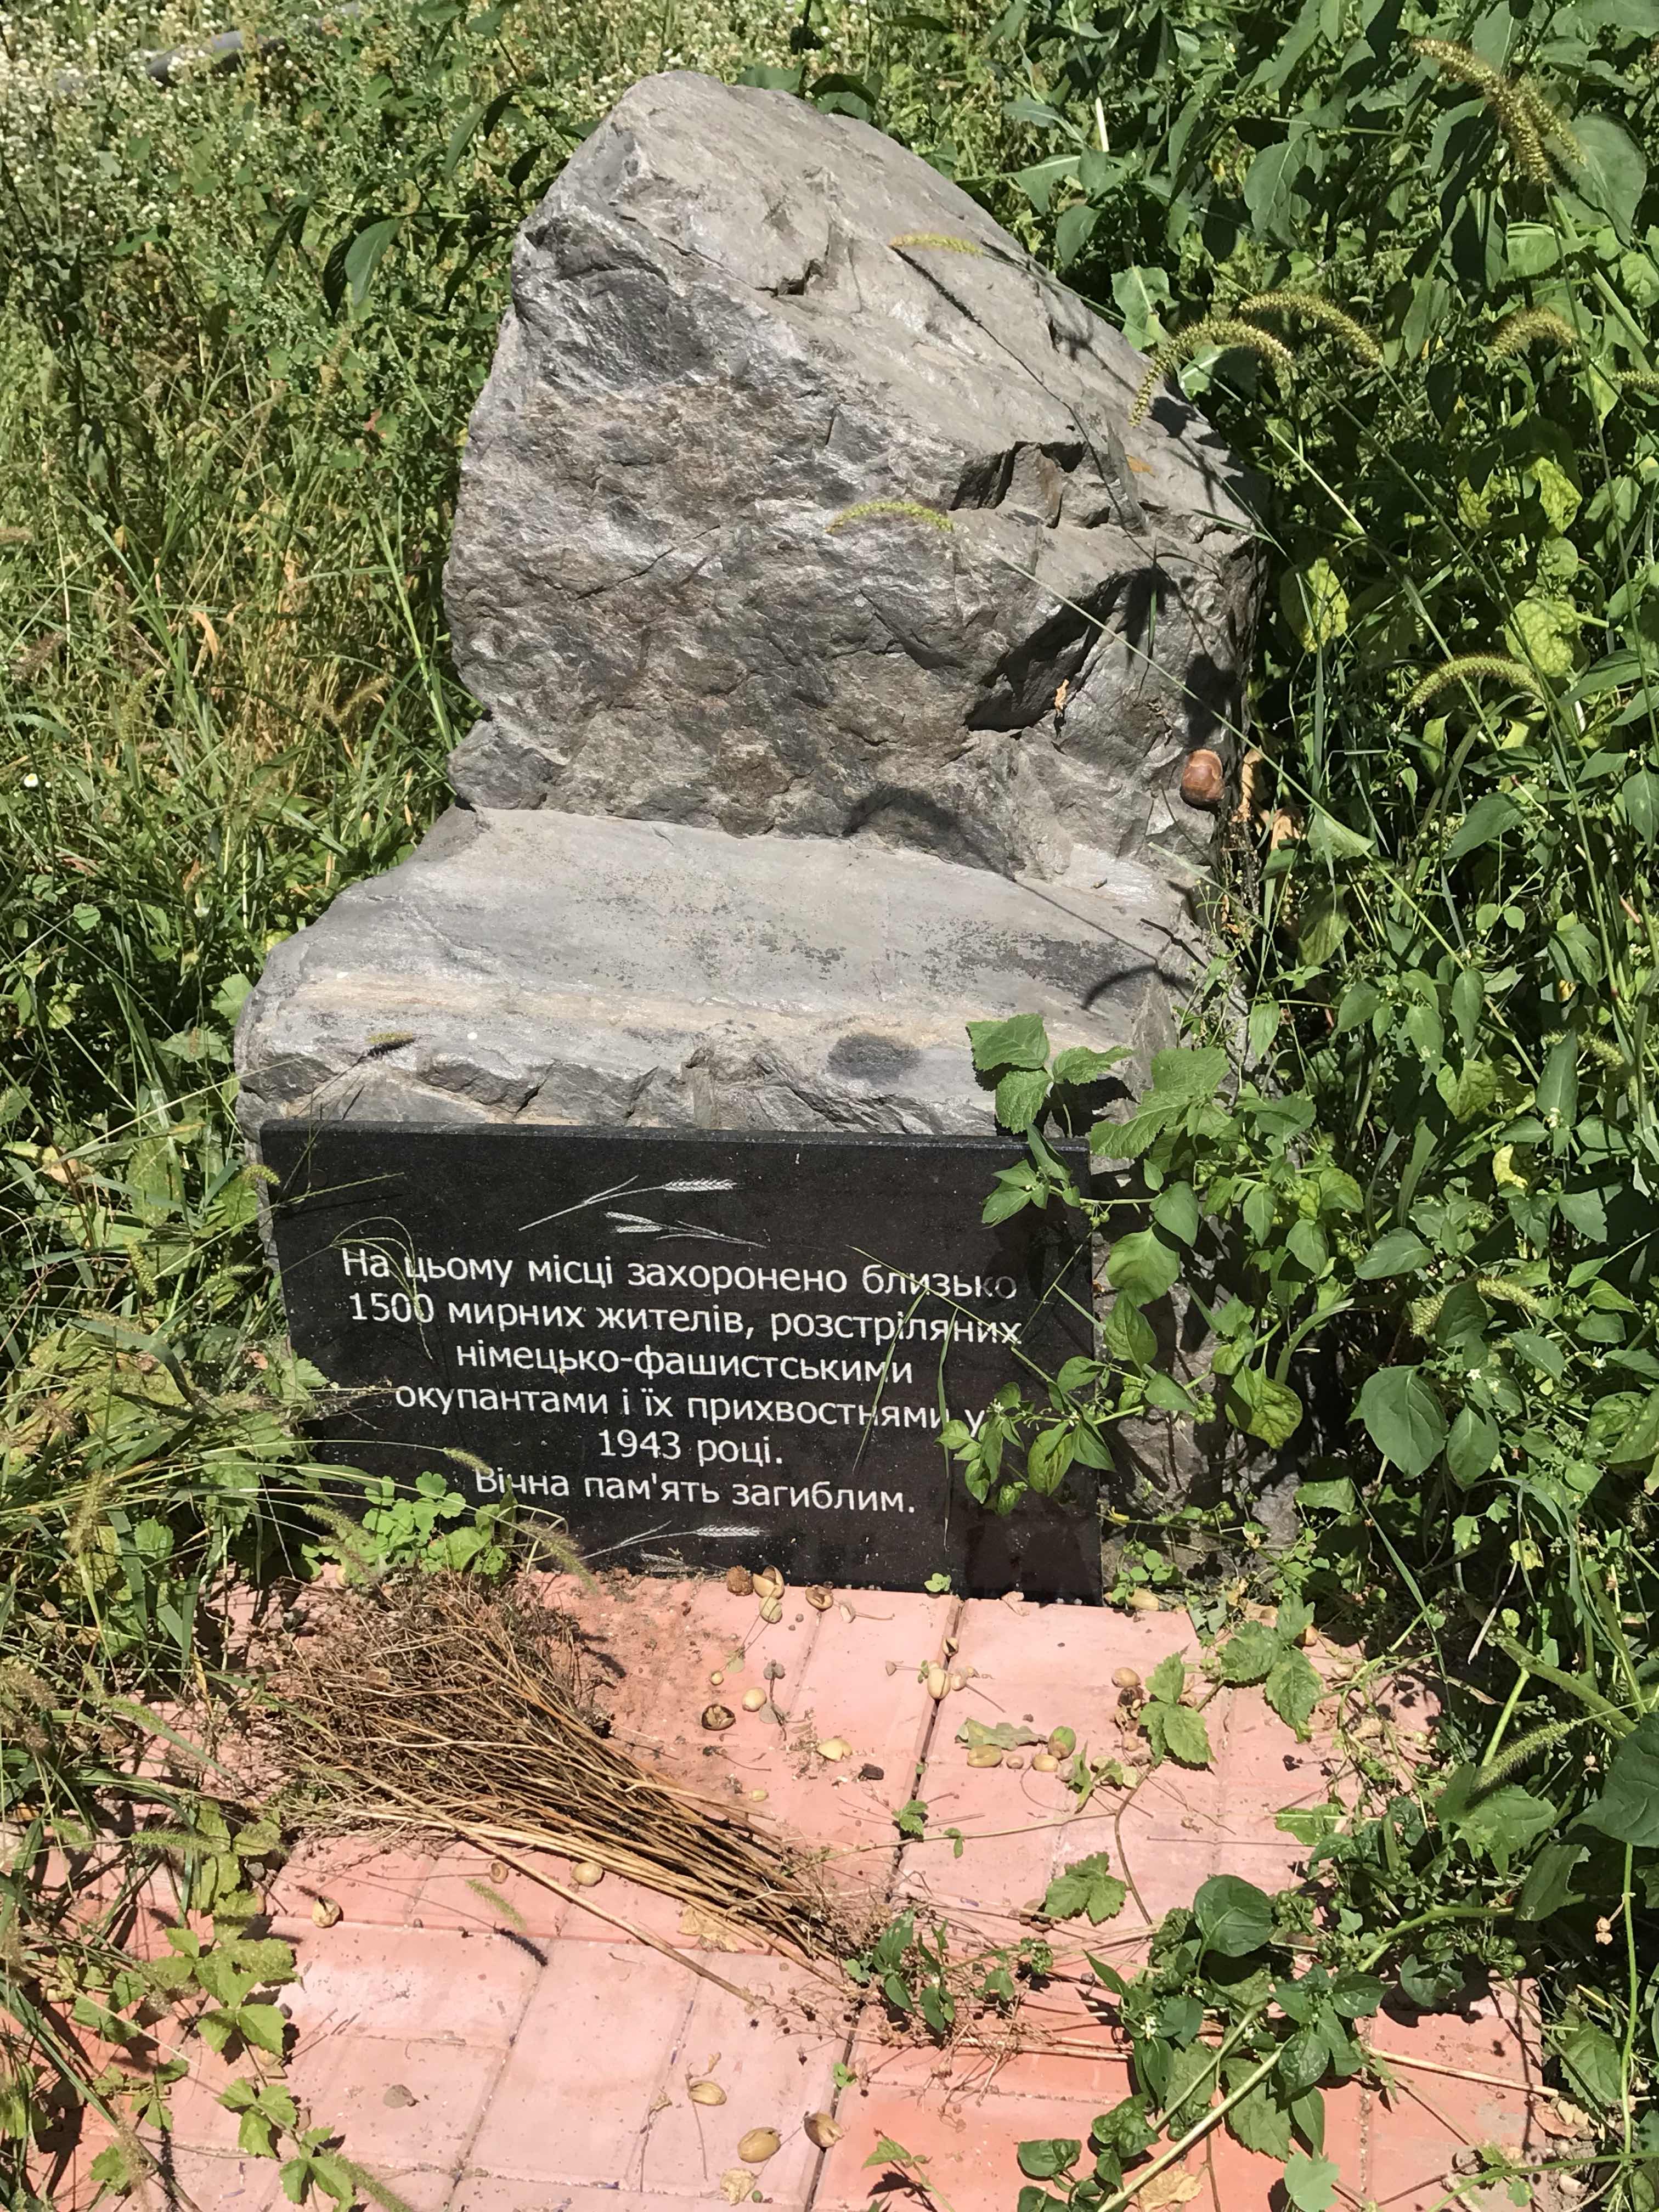 На цьому місці захоронено близько
1500 мирних жителів, розстріляних
німецько-фашистськими
окупантами і їх прихвостнями у
1943 році.
Вічна пам'ять загиблим.